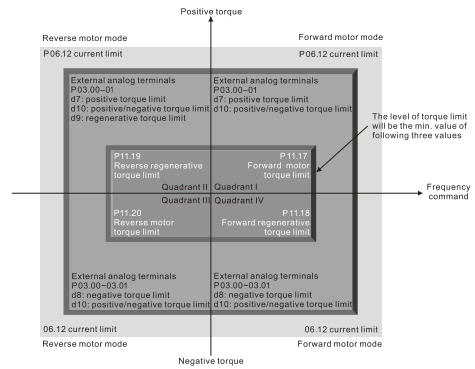 Positive torque
Reverse motor mode
Forward motor mode
P06.12 current limit
P06.12 current limit
External analog terminals
P03.00~01
d7: positive torque limit
d10: positive/negative torque limit
d9: regenerative torque limit
External analog terminals
P03.00~01
d7: positive torque limit
d10: positive/negative torque limit
The level of torque limit
will be the min. value of
following three values
P11.19
Reverse regenerative
torque limit
P11.17
Forward motor
torque limit
Quadrant II
Quadrant I
Frequency
command
Quadrant III
Quadrant IV
P11.20
Reverse motor
torque limit
P11.18
Forward regenerative
torque limit
External analog terminals
P03.00~03.01
d8: negative torque limit
d10: positive/negative torque limit
External analog terminals
P03.00~03.01
d8: negative torque limit
d10: positive/negative torque limit
06.12 current limit
06.12 current limit
Reverse motor mode
Forward motor mode
Negative torque